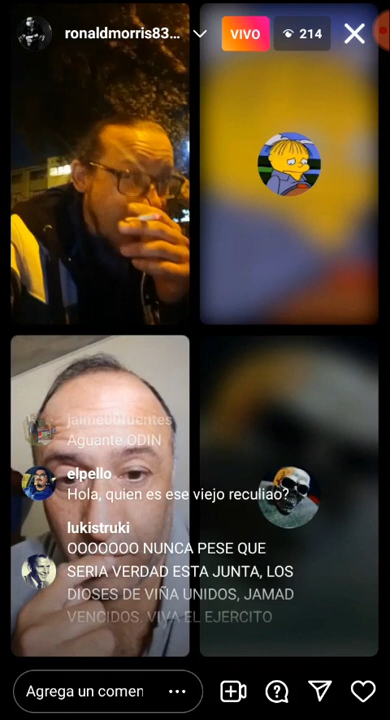 ronaldmorris83...
VIVO
214
jaime00fuentes
Aguante ODIN
elpello
Hola, quien es ese viejo reculiao?
lukistruki
OOOOOOO NUNCA PESE QUE
SERIA VERDAD ESTA JUNTA, LOS
DIOSES DE VIÑA UNIDOS, JAMAD
VENCIDOS. VIVA EL EJERCITO
Agrega un comen